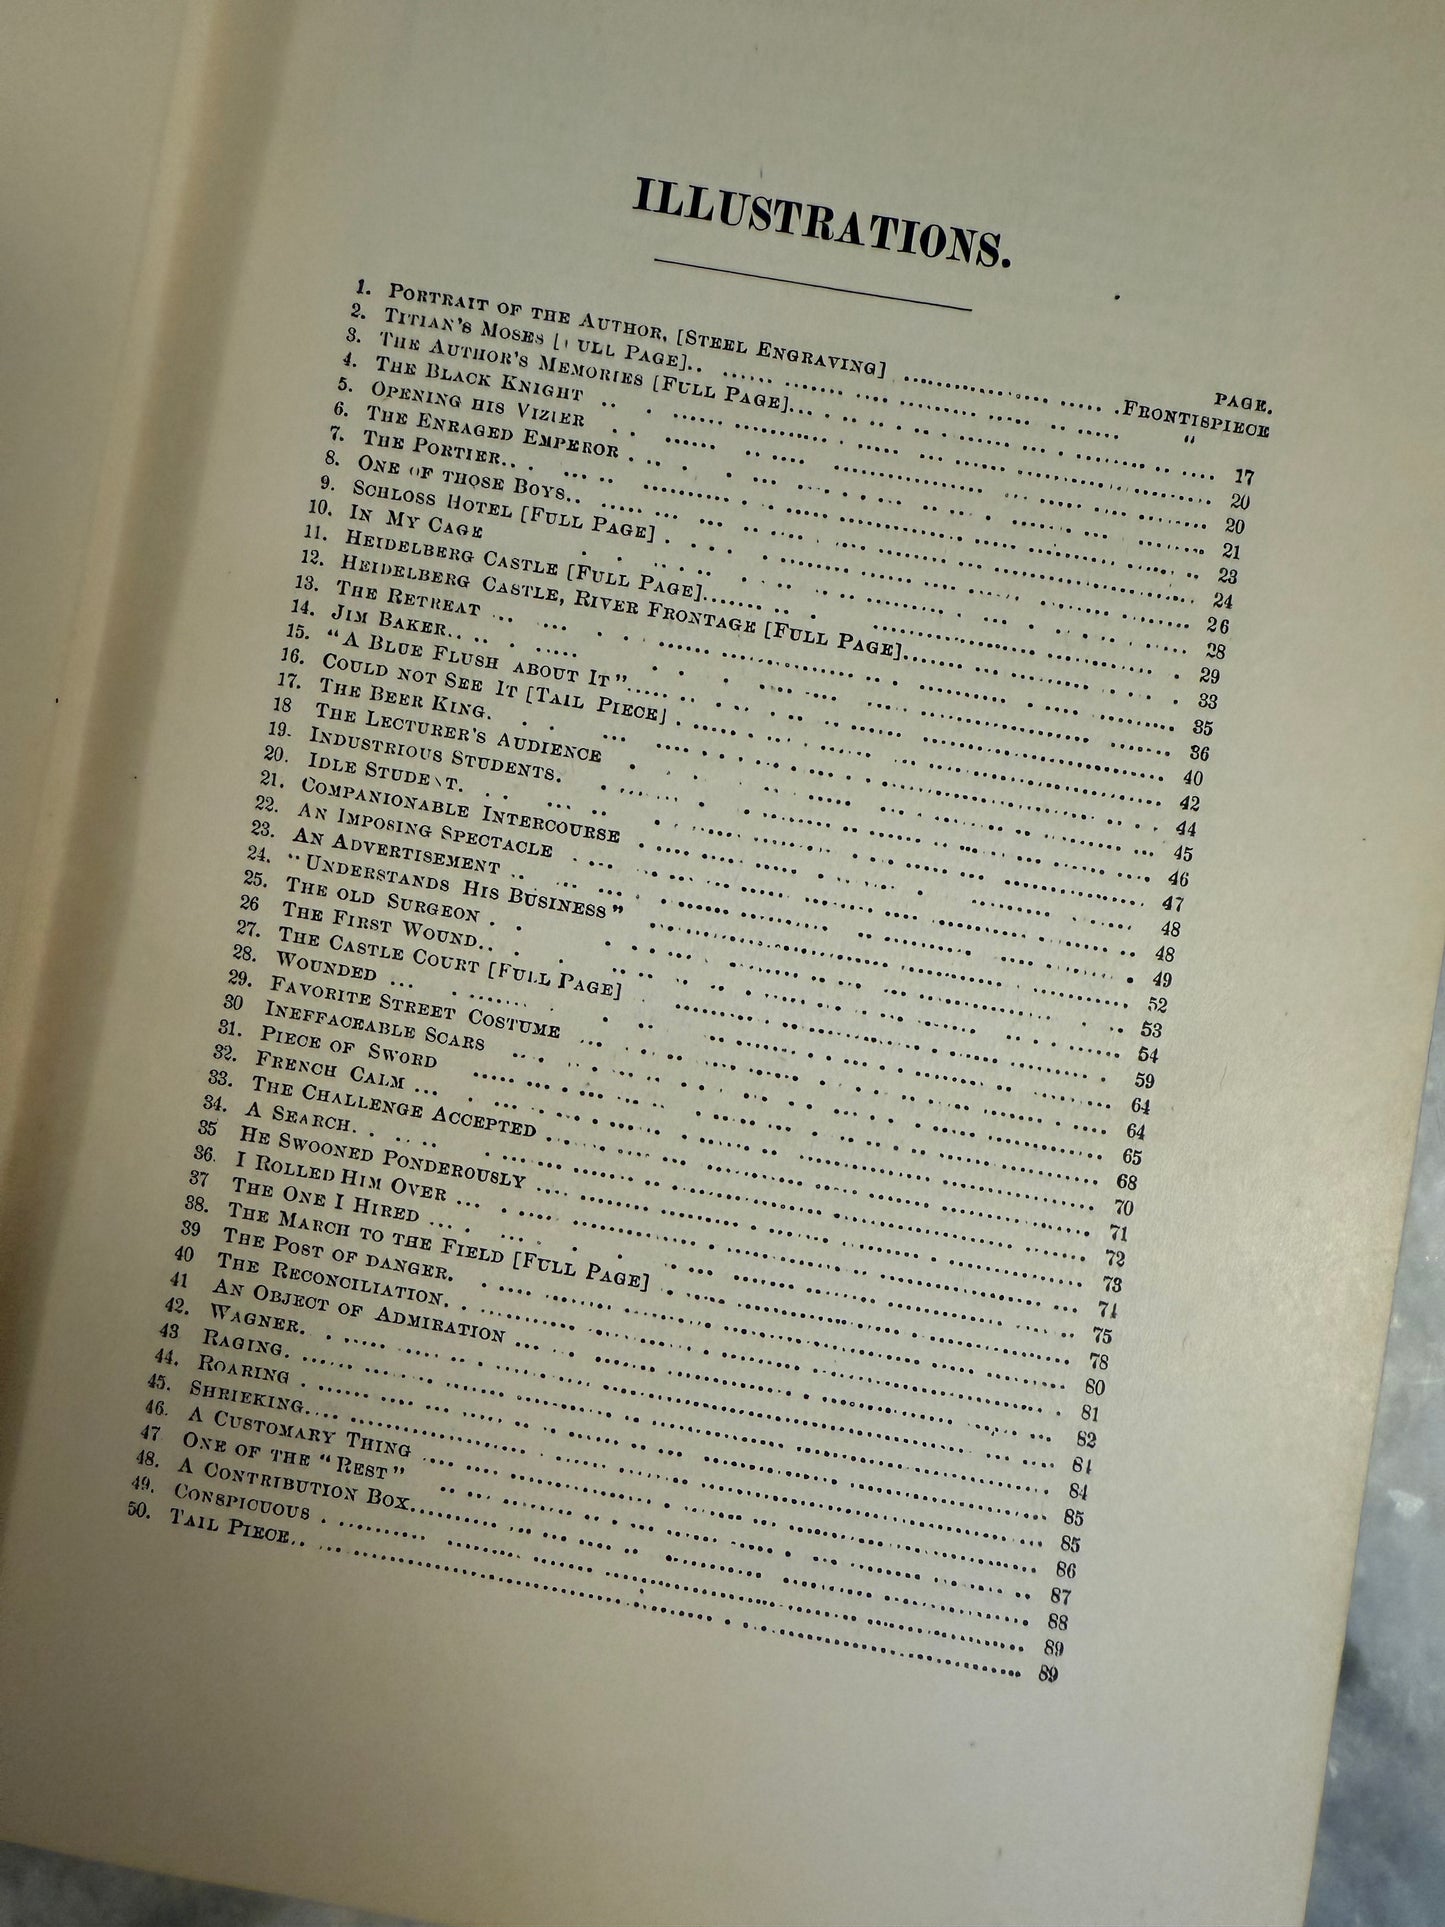 ILLUSTRATIONS.
PAGE.
1. PORTRAIT OF THE AUTHOR, [STEEL ENGRAVING] ........ FRONTISPIECE
2. TITIAN'S MOSES [FULL PAGE] ........ "
3. THE AUTHOR'S MEMORIES [FULL PAGE] ........ 17
4. THE BLACK KNIGHT ........ 20
5. OPENING HIS VIZIER ........ 20
6. THE ENRAGED EMPEROR ........ 21
7. THE PORTIER ........ 23
8. ONE OF THOSE BOYS ........ 24
9. SCHLOSS HOTEL [FULL PAGE] ........ 26
10. IN MY CAGE ........ 28
11. HEIDELBERG CASTLE [FULL PAGE] ........ 29
12. HEIDELBERG CASTLE, RIVER FRONTAGE [FULL PAGE] ........ 33
13. THE RETREAT ........ 35
14. JIM BAKER ........ 36
15. "A BLUE FLUSH ABOUT IT" ........ 40
16. COULD NOT SEE IT [TAIL PIECE] ........ 42
17. THE BEER KING ........ 44
18 THE LECTURER'S AUDIENCE ........ 45
19. INDUSTRIOUS STUDENTS ........ 46
20. IDLE STUDENT ........ 47
21. COMPANIONABLE INTERCOURSE ........ 48
22. AN IMPOSING SPECTACLE ........ 48
23. AN ADVERTISEMENT ........ 49
24. "UNDERSTANDS HIS BUSINESS" ........ 52
25. THE OLD SURGEON ........ 53
26 THE FIRST WOUND ........ 54
27. THE CASTLE COURT [FULL PAGE] ........ 59
28. WOUNDED ........ 64
29. FAVORITE STREET COSTUME ........ 64
30 INEFFACEABLE SCARS ........ 65
31. PIECE OF SWORD ........ 68
32. FRENCH CALM ........ 70
33. THE CHALLENGE ACCEPTED ........ 71
34. A SEARCH ........ 72
35 HE SWOONED PONDEROUSLY ........ 73
36. I ROLLED HIM OVER ........ 74
37 THE ONE I HIRED ........ 75
38. THE MARCH TO THE FIELD [FULL PAGE] ........ 78
39 THE POST OF DANGER ........ 80
40 THE RECONCILIATION ........ 81
41 AN OBJECT OF ADMIRATION ........ 82
42. WAGNER ........ 84
43 RAGING ........ 84
44. ROARING ........ 85
45. SHRIEKING ........ 85
46. A CUSTOMARY THING ........ 86
47 ONE OF THE "REST" ........ 87
48. A CONTRIBUTION BOX ........ 88
49. CONSPICUOUS ........ 89
50. TAIL PIECE ........ 89